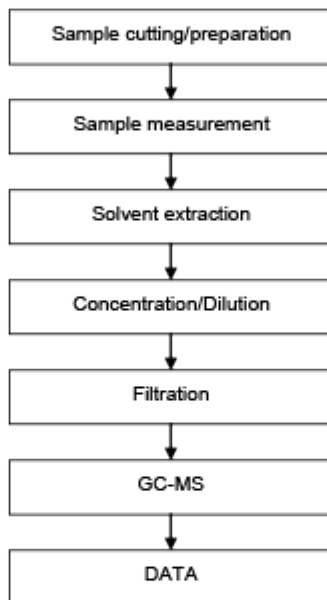 Sample cutting/preparation
Sample measurement
Solvent extraction
Concentration/Dilution
Filtration
GC-MS
DATA